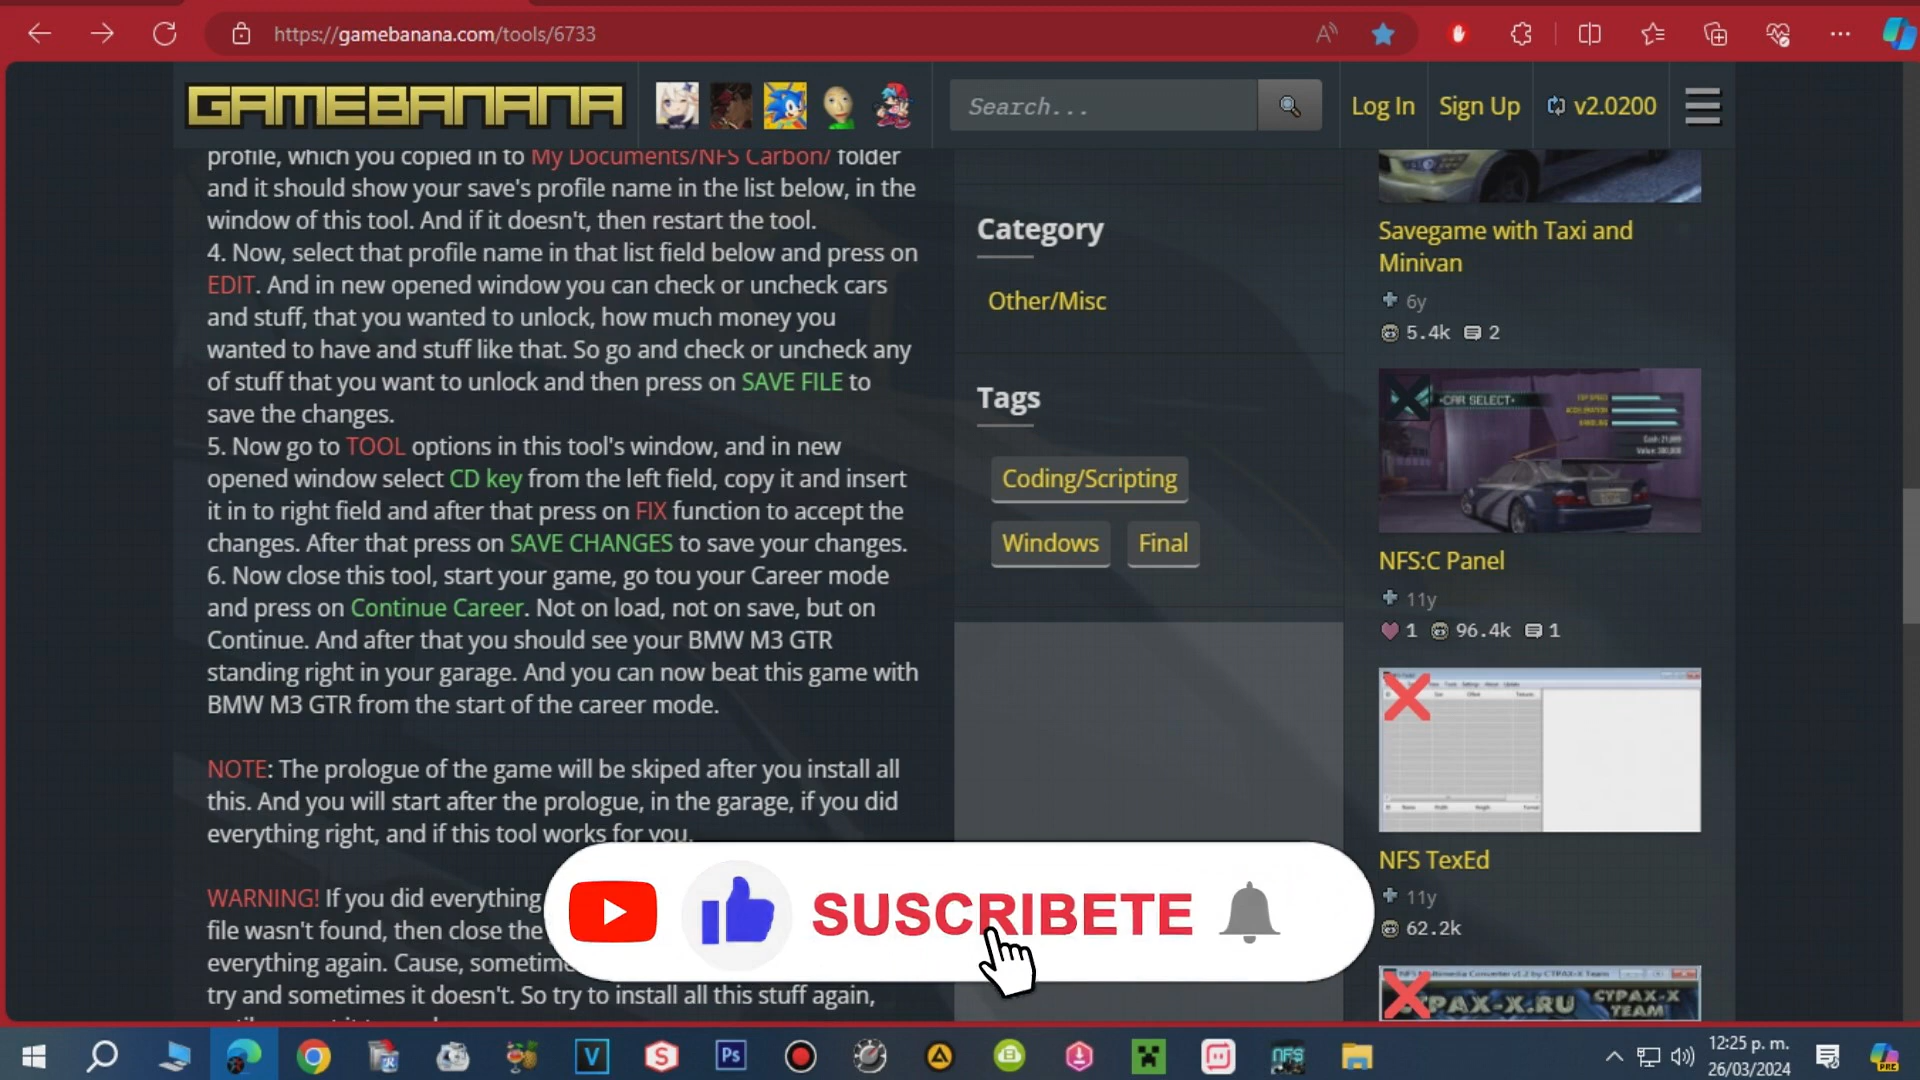 https://gamebanana.com/tools/6733
GAMEBANANA
Search...
Log In
Sign Up
v2.0200
profile, which you copied in to My Documents/NFS Carbon/ folder
and it should show your save's profile name in the list below, in the
window of this tool. And if it doesn't, then restart the tool.
4. Now, select that profile name in that list field below and press on
EDIT. And in new opened window you can check or uncheck cars
and stuff, that you wanted to unlock, how much money you
wanted to have and stuff like that. So go and check or uncheck any
of stuff that you want to unlock and then press on SAVE FILE to
save the changes.
5. Now go to TOOL options in this tool's window, and in new
opened window select CD key from the left field, copy it and insert
it in to right field and after that press on FIX function to accept the
changes. After that press on SAVE CHANGES to save your changes.
6. Now close this tool, start your game, go tou your Career mode
and press on Continue Career. Not on load, not on save, but on
Continue. And after that you should see your BMW M3 GTR
standing right in your garage. And you can now beat this game with
BMW M3 GTR from the start of the career mode.
NOTE: The prologue of the game will be skiped after you install all
this. And you will start after the prologue, in the garage, if you did
everything right, and if this tool works for you.
WARNING! If you did everything
file wasn't found, then close the
everything again. Cause, sometime
try and sometimes it doesn't. So try to install all this stuff again,
Category
Other/Misc
Tags
Coding/Scripting
Windows
Final
Savegame with Taxi and
Minivan
6y
5.4k 2
CAR SELECT
NFS:C Panel
11y
1 96.4k 1
NFS TexEd
11y
62.2k
NFS Multimedia Converter v1.2 by CTPAX-X Team
CYPAX-X
TEAM
PAX-X.RU
SUSCRIBETE
V
S
Ps
NFS
12:25 p. m.
26/03/2024
PRE